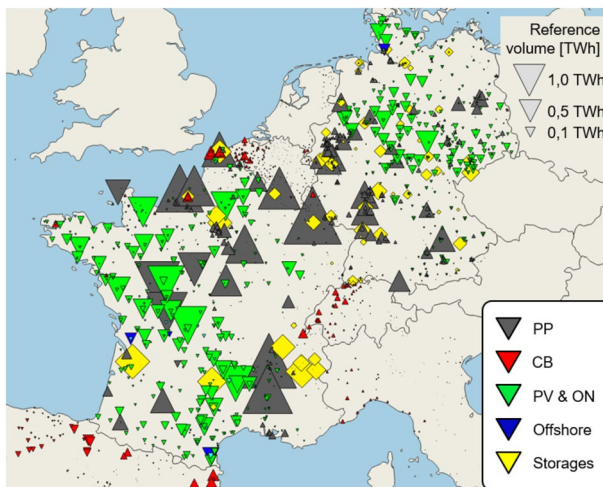 Reference
volume [TWh]
1,0 TWh
0,5 TWh
0,1 TWh
PP
CB
PV & ON
Offshore
Storages